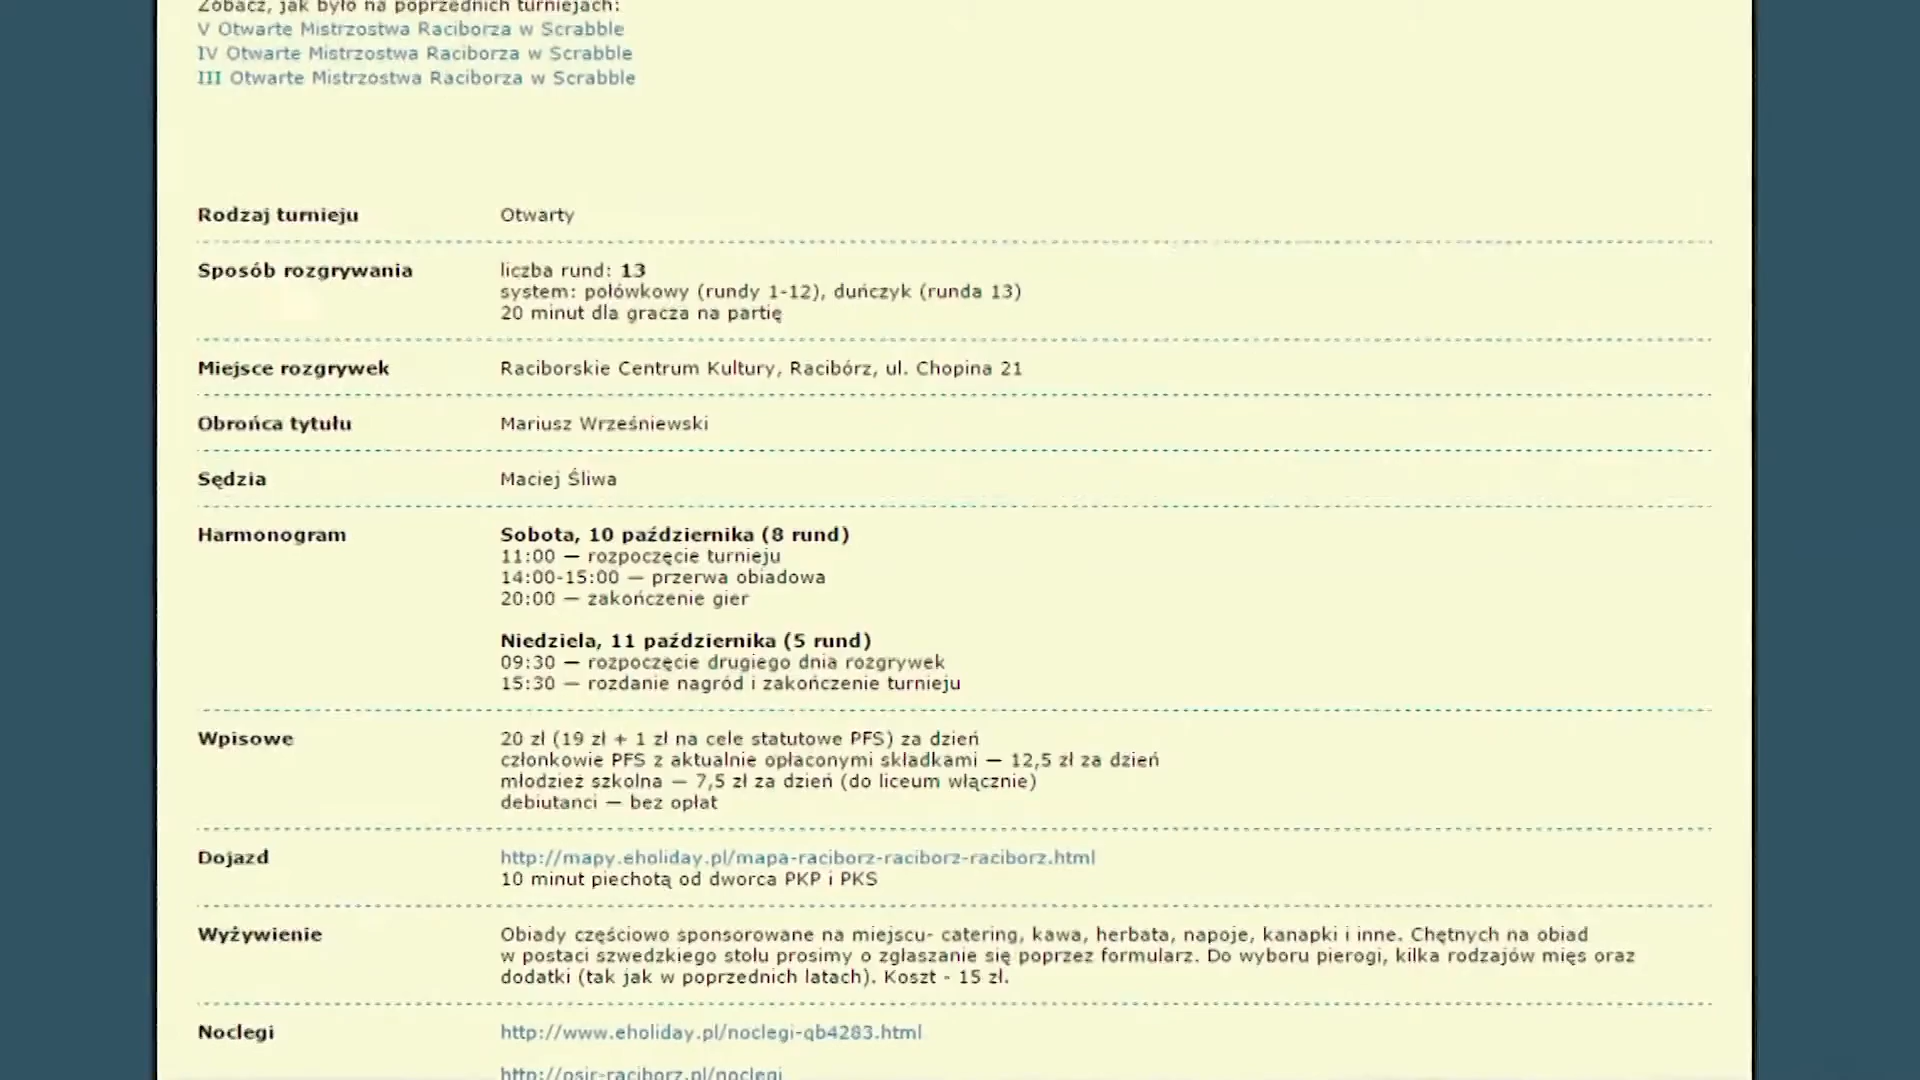 Zobacz, jak było na poprzednich turniejach:
V Otwarte Mistrzostwa Raciborza w Scrabble
IV Otwarte Mistrzostwa Raciborza w Scrabble
III Otwarte Mistrzostwa Raciborza w Scrabble
Rodzaj turnieju Otwarty
Sposób rozgrywania liczba rund: 13
system: połówkowy (rundy 1-12), duńczyk (runda 13)
20 minut dla gracza na partię
Miejsce rozgrywek Raciborskie Centrum Kultury, Racibórz, ul. Chopina 21
Obrońca tytułu Mariusz Wrześniewski
Sędzia Maciej Śliwa
Harmonogram Sobota, 10 października (8 rund)
11:00 — rozpoczęcie turnieju
14:00-15:00 — przerwa obiadowa
20:00 — zakończenie gier
Niedziela, 11 października (5 rund)
09:30 — rozpoczęcie drugiego dnia rozgrywek
15:30 — rozdanie nagród i zakończenie turnieju
Wpisowe 20 zł (19 zł + 1 zł na cele statutowe PFS) za dzień
członkowie PFS z aktualnie opłaconymi składkami — 12,5 zł za dzień
młodzież szkolna — 7,5 zł za dzień (do liceum włącznie)
debiutanci — bez opłat
Dojazd http://mapy.eholiday.pl/mapa-raciborz-raciborz-raciborz.html
10 minut piechotą od dworca PKP i PKS
Wyżywienie Obiady częściowo sponsorowane na miejscu- catering, kawa, herbata, napoje, kanapki i inne. Chętnych na obiad
w postaci szwedzkiego stołu prosimy o zgłaszanie się poprzez formularz. Do wyboru pierogi, kilka rodzajów mięs oraz
dodatki (tak jak w poprzednich latach). Koszt - 15 zł.
Noclegi http://www.eholiday.pl/noclegi-qb4283.html
http://osir-raciborz.pl/noclegi